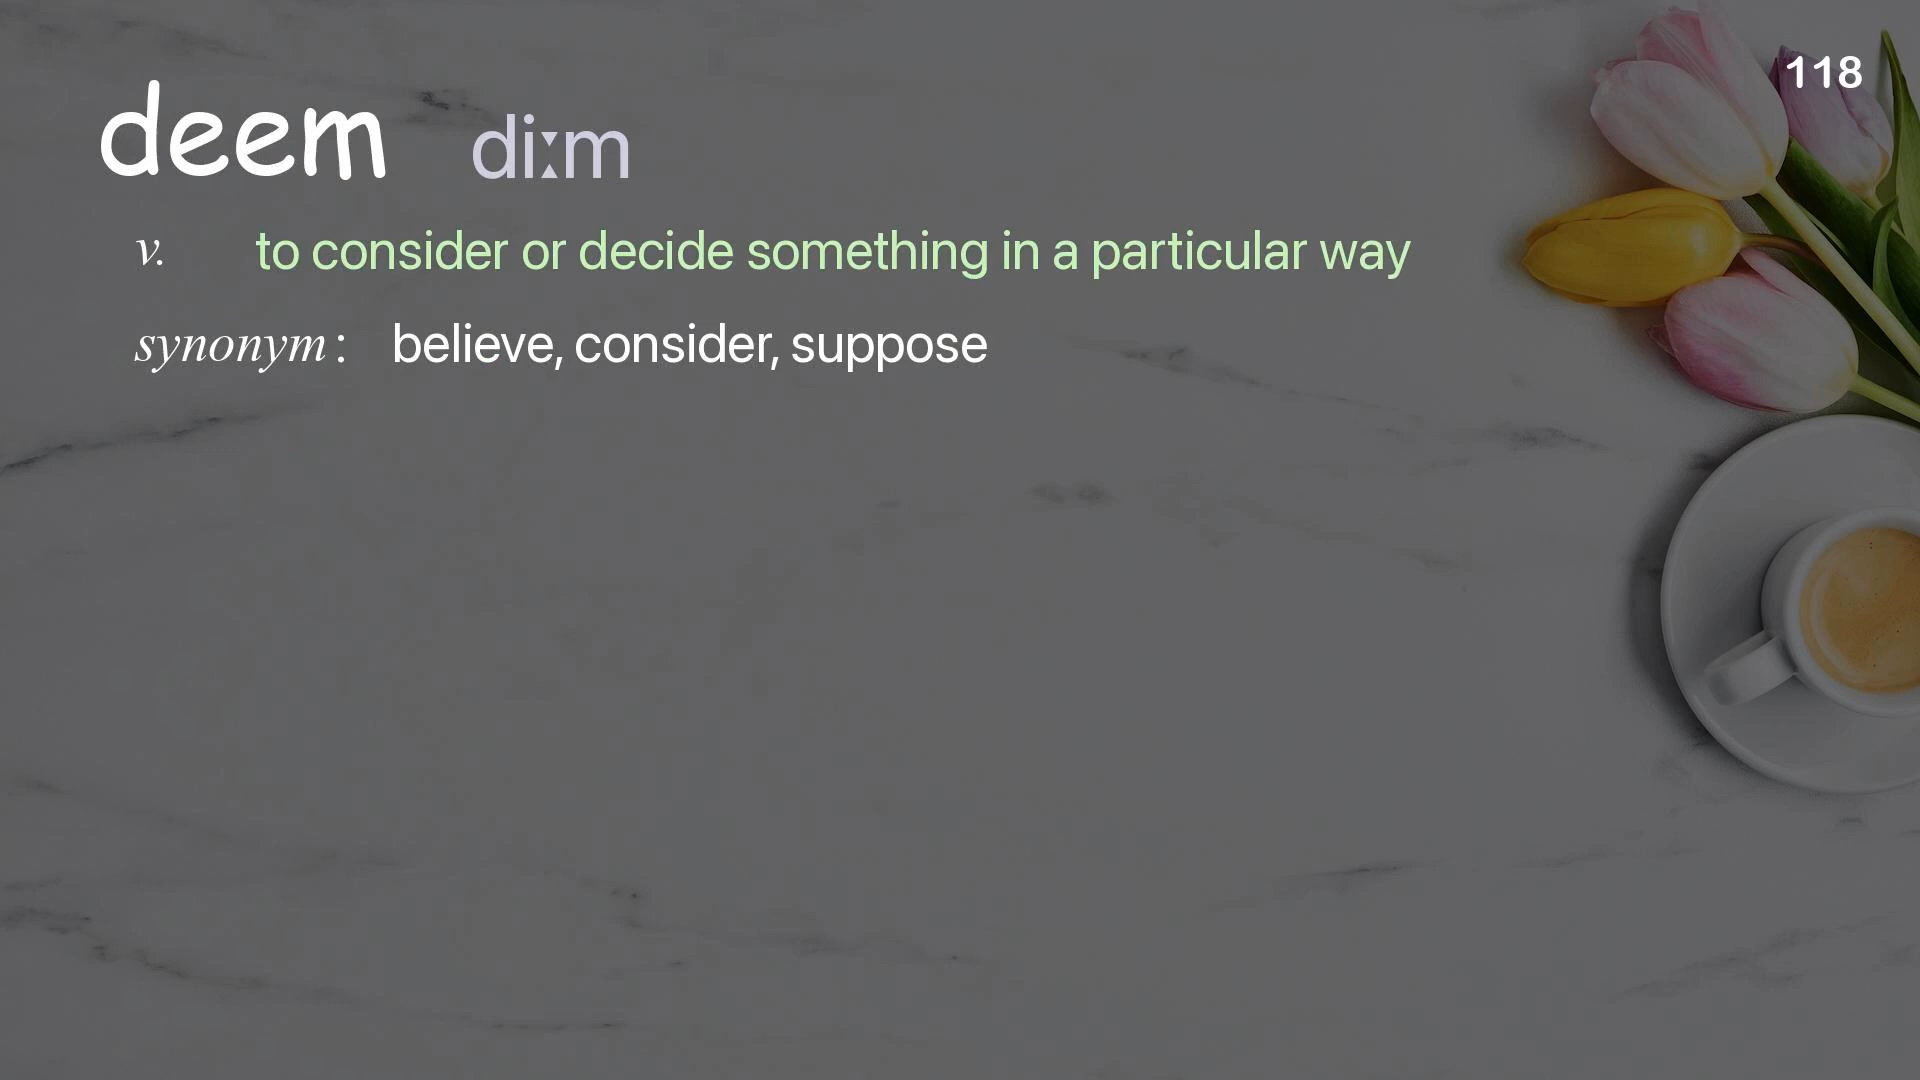 118
deem diːm
v. to consider or decide something in a particular way
synonym : believe, consider, suppose